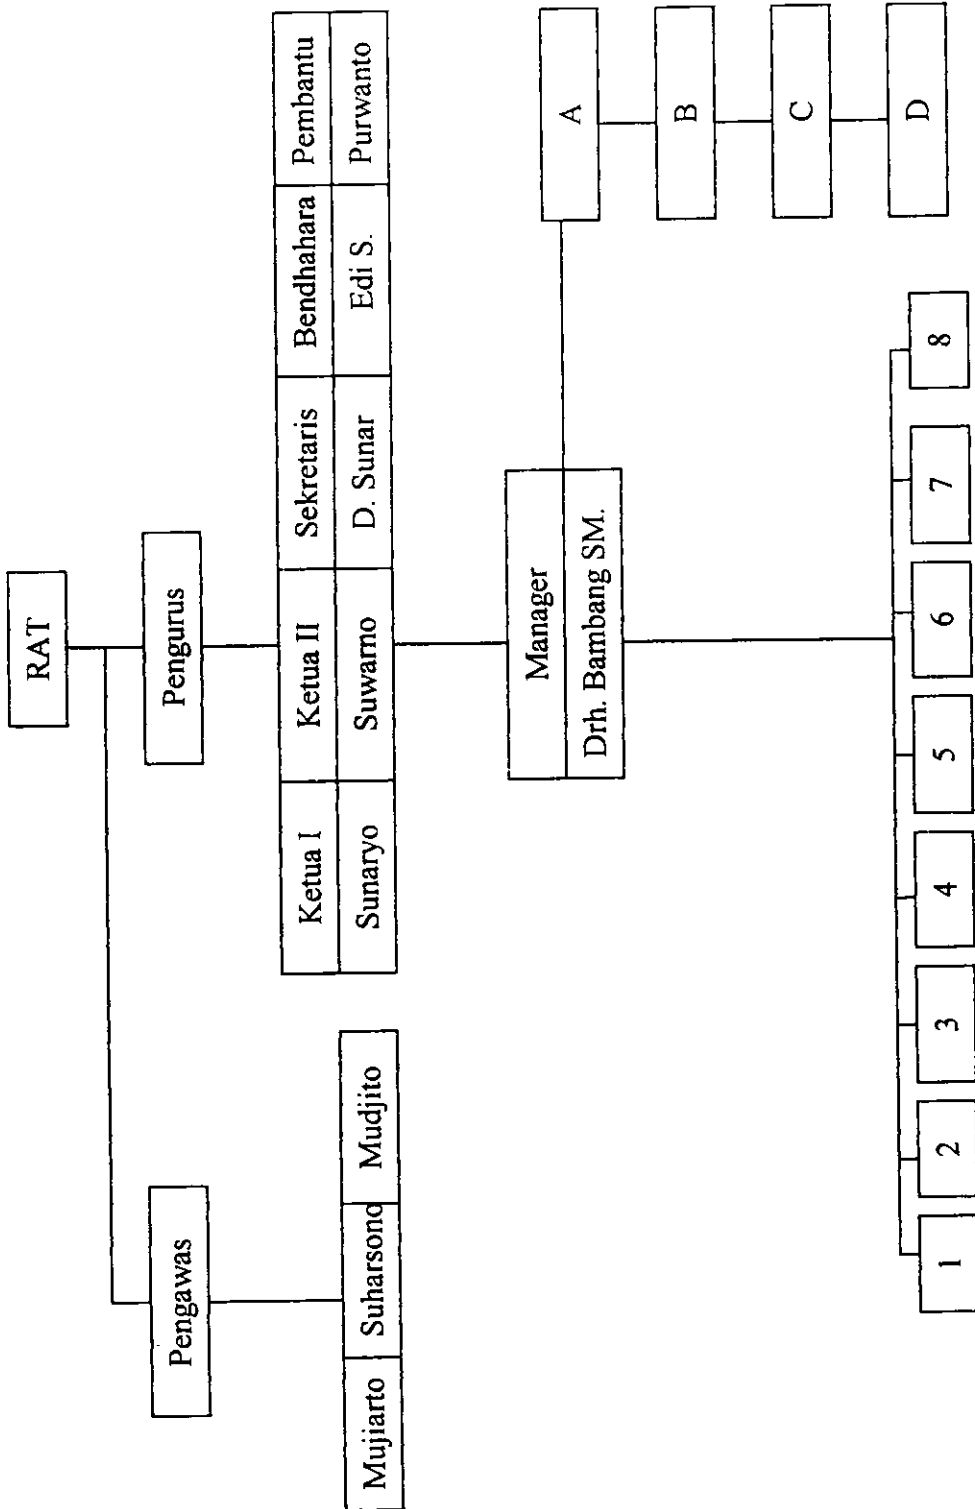 RAT
Pengawas
Pengurus
Mujiarto Suharsono Mudjito
Ketua I Ketua II Sekretaris Bendhahara Pembantu
Sunaryo Suwarno D. Sunar Edi S. Purwanto
Manager
Drh. Bambang SM.
A
B
C
D
1 2 3 4 5 6 7 8